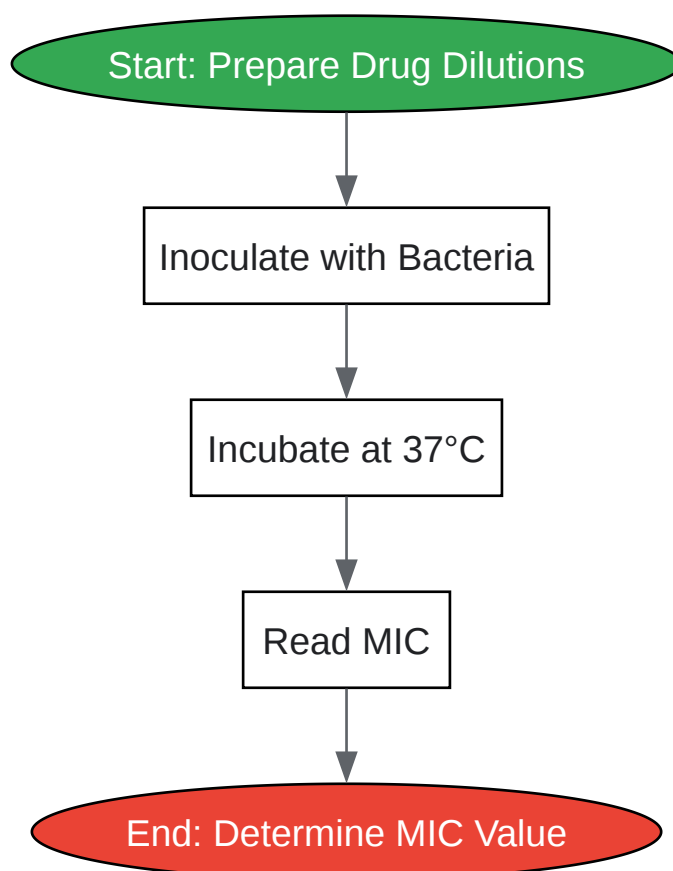 Start: Prepare Drug Dilutions
Inoculate with Bacteria
Incubate at 37°C
Read MIC
End: Determine MIC Value